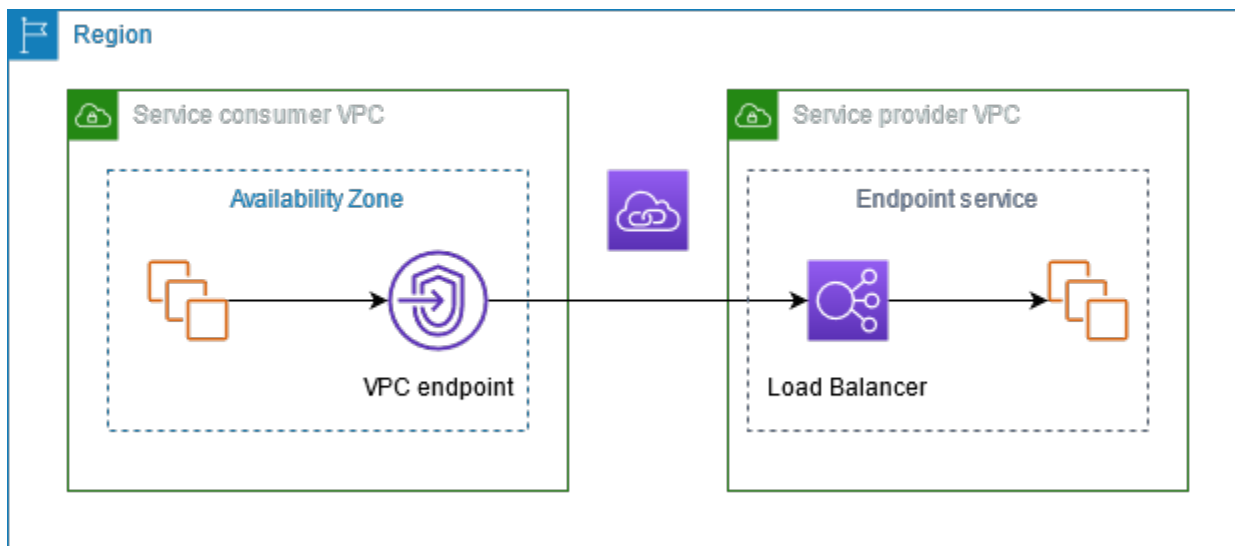 Region
Service consumer VPC
Service provider VPC
Availability Zone
Endpoint service
VPC endpoint
Load Balancer